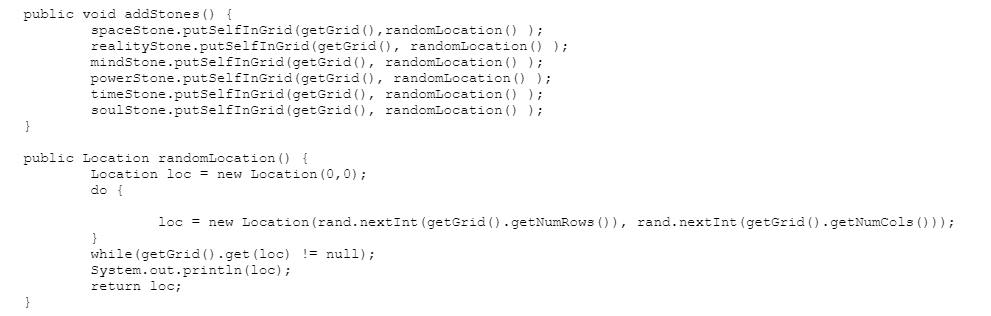 public void addStones() {
        spaceStone.putSelfInGrid(getGrid(),randomLocation() );
        realityStone.putSelfInGrid(getGrid(), randomLocation() );
        mindStone.putSelfInGrid(getGrid(), randomLocation() );
        powerStone.putSelfInGrid(getGrid(), randomLocation() );
        timeStone.putSelfInGrid(getGrid(), randomLocation() );
        soulStone.putSelfInGrid(getGrid(), randomLocation() );
}

public Location randomLocation() {
        Location loc = new Location(0,0);
        do {

                loc = new Location(rand.nextInt(getGrid().getNumRows()), rand.nextInt(getGrid().getNumCols()));
        }
        while(getGrid().get(loc) != null);
        System.out.println(loc);
        return loc;
}